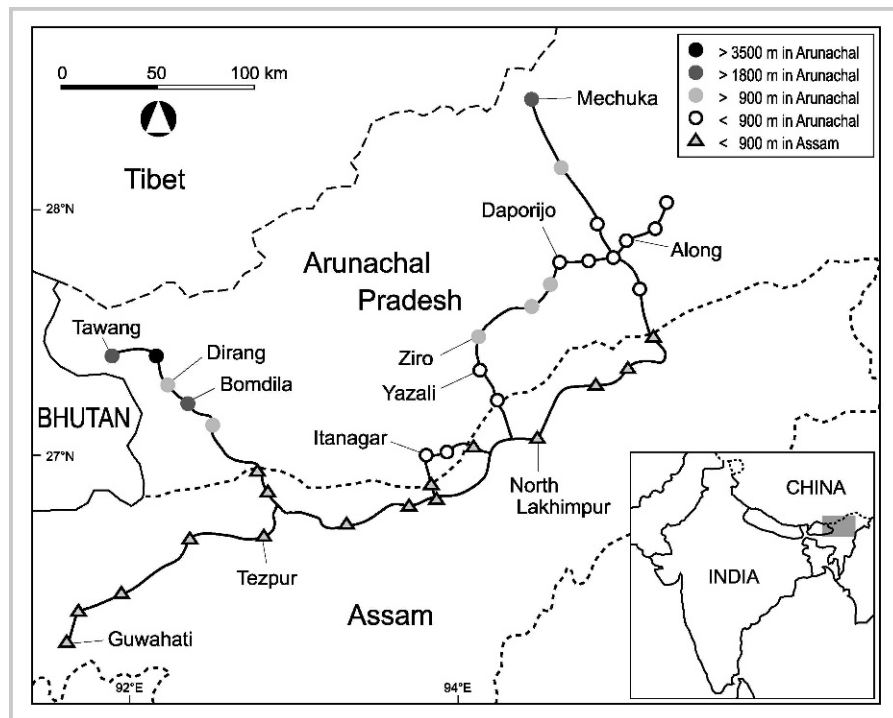 0 50 100 km
> 3500 m in Arunachal
> 1800 m in Arunachal
> 900 m in Arunachal
< 900 m in Arunachal
< 900 m in Assam
Mechuka
Tibet
28°N
Daporijo
Along
Arunachal
Pradesh
Tawang
Dirang
Ziro
Bomdila
Yazali
BHUTAN
Itanagar
27°N
North
Lakhimpur
CHINA
INDIA
Tezpur
Assam
Guwahati
92°E
94°E